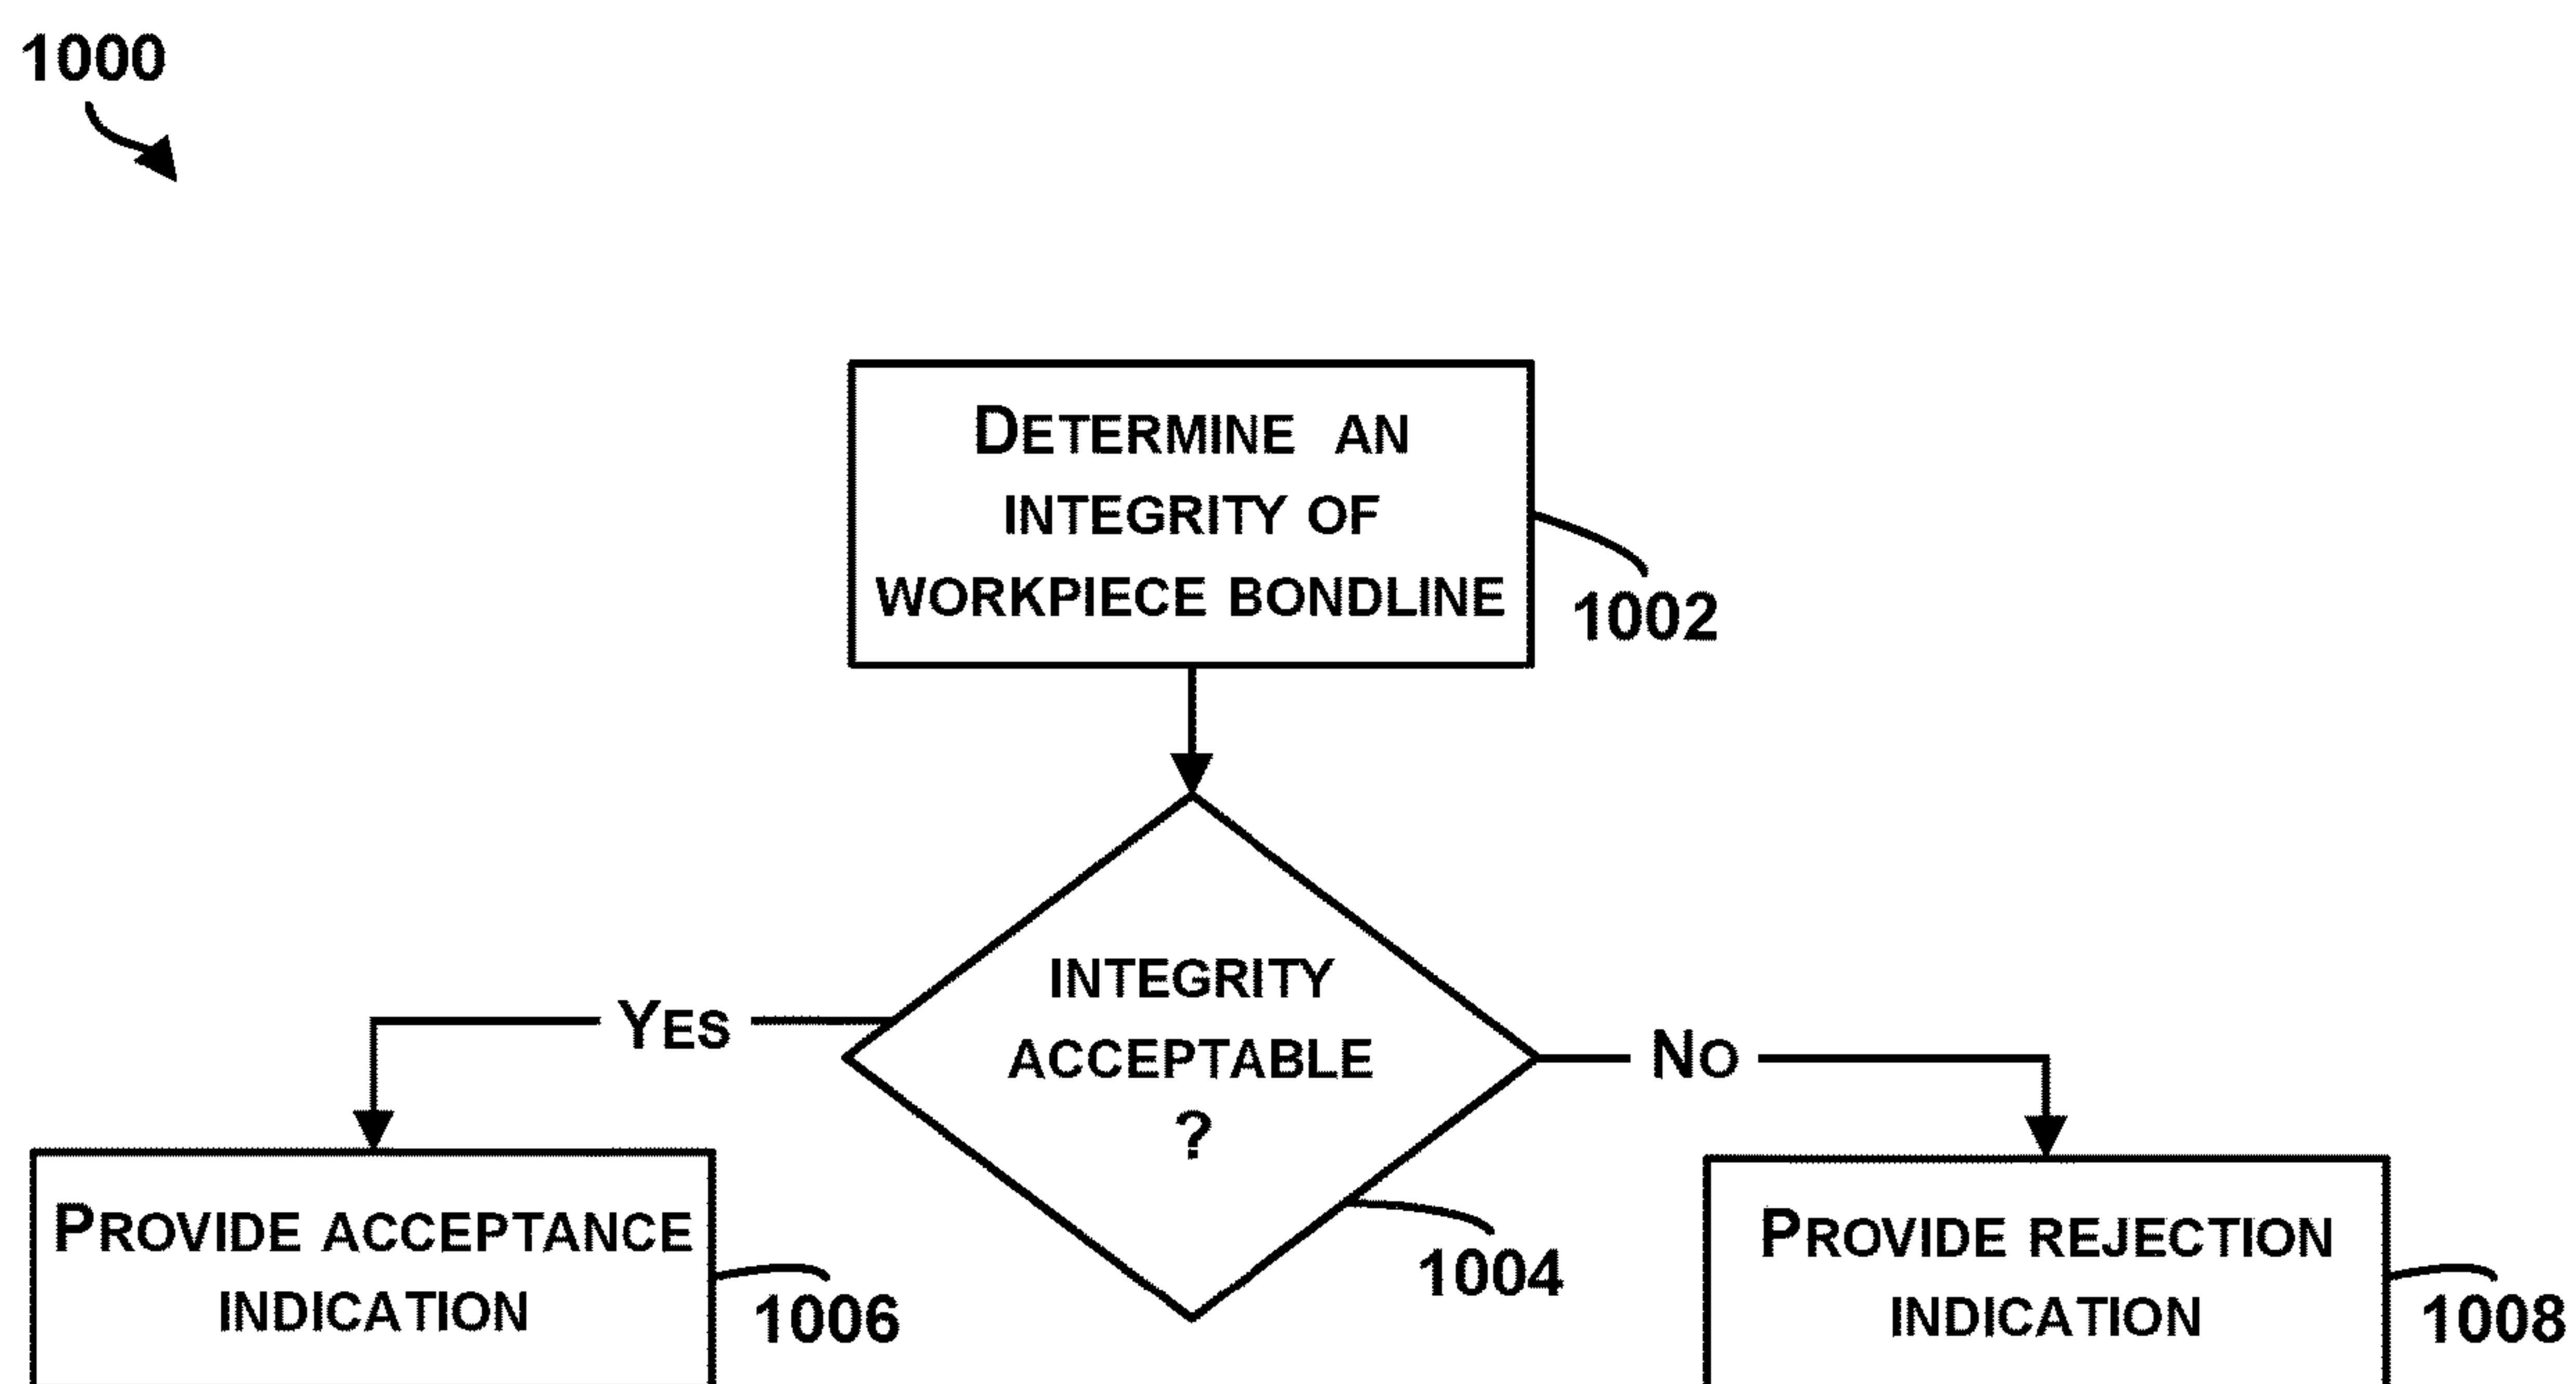 1000
DETERMINE AN
INTEGRITY OF
WORKPIECE BONDLINE
1002
INTEGRITY
ACCEPTABLE
?
YES
NO
1004
PROVIDE ACCEPTANCE
INDICATION
1006
PROVIDE REJECTION
INDICATION
1008